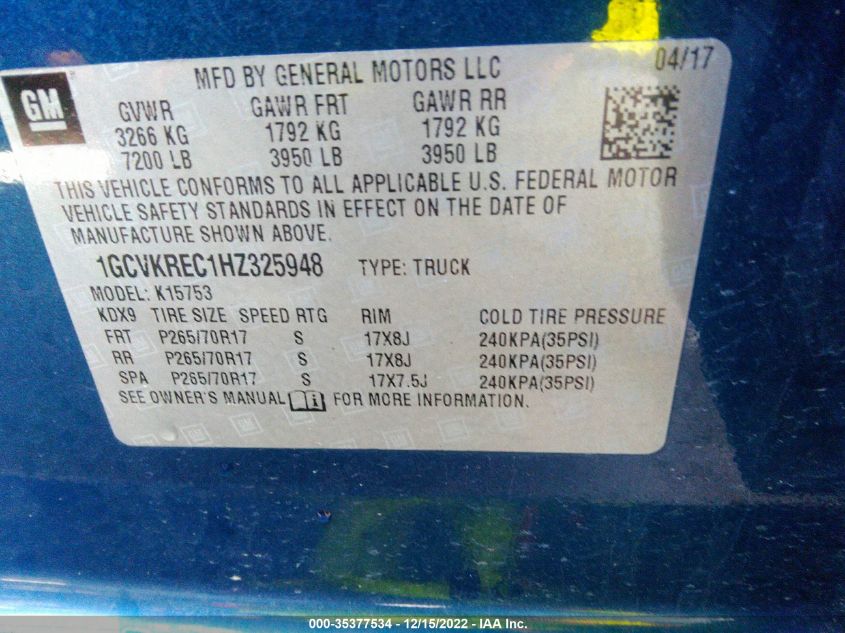 GM
MFD BY GENERAL MOTORS LLC 04/17
GVWR GAWR FRT GAWR RR
3266 KG 1792 KG 1792 KG
7200 LB 3950 LB 3950 LB
THIS VEHICLE CONFORMS TO ALL APPLICABLE U.S. FEDERAL MOTOR
VEHICLE SAFETY STANDARDS IN EFFECT ON THE DATE OF
MANUFACTURE SHOWN ABOVE.
1GCVKREC1HZ325948 TYPE: TRUCK
MODEL: K15753
KDX9 TIRE SIZE SPEED RTG RIM COLD TIRE PRESSURE
FRT P265/70R17 S 17X8J 240KPA(35PSI)
RR P265/70R17 S 17X8J 240KPA(35PSI)
SPA P265/70R17 S 17X7.5J 240KPA(35PSI)
SEE OWNER'S MANUAL FOR MORE INFORMATION.
000-35377534 - 12/15/2022 - IAA Inc.